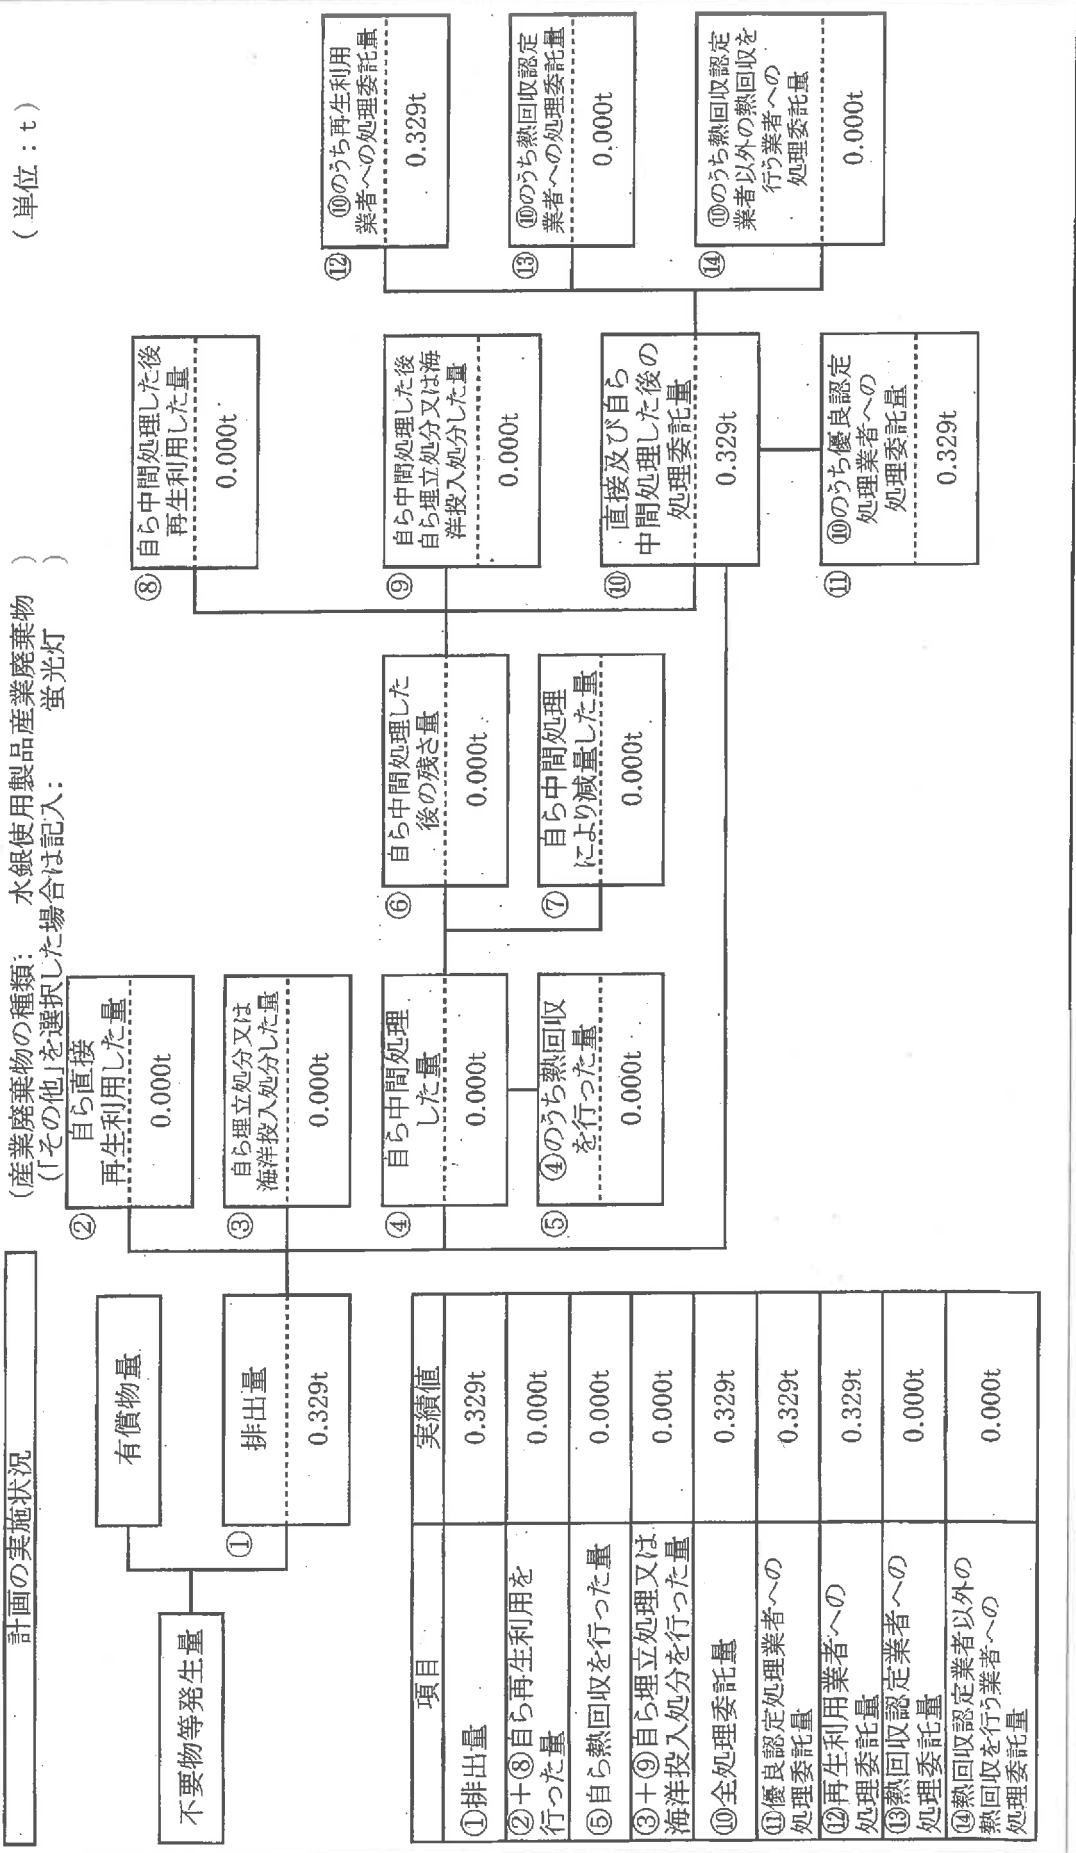 計画の実施状況
(産業廃棄物の種類: 水銀使用製品産業廃棄物 )
(「その他」を選択した場合は記入: 蛍光灯 )
(単位:t)
不要物等発生量
有償物量
①
排出量
0.329t
②
自ら直接
再生利用した量
0.000t
③
自ら埋立処分又は
海洋投入処分した量
0.000t
④
自ら中間処理
した量
0.000t
⑤
④のうち熱回収
を行った量
0.000t
⑥
自ら中間処理した
後の残さ量
0.000t
⑦
自ら中間処理
により減量した量
0.000t
⑧
自ら中間処理した後
再生利用した量
0.000t
⑨
自ら中間処理した後
自ら埋立処分又は海
洋投入処分した量
0.000t
⑩
直接及び自ら
中間処理した後の
処理委託量
0.329t
⑪
⑩のうち優良認定
処理業者への
処理委託量
0.329t
⑫
⑩のうち再生利用
業者への処理委託量
0.329t
⑬
⑩のうち熱回収認定
業者への処理委託量
0.000t
⑭
⑩のうち熱回収認定
業者以外の熱回収を
行う業者への
処理委託量
0.000t
項目 実績値
①排出量 0.329t
②+⑧自ら再生利用を
行った量 0.000t
⑤自ら熱回収を行った量 0.000t
③+⑨自ら埋立処理又は
海洋投入処分を行った量 0.000t
⑩全処理委託量 0.329t
⑪優良認定処理業者への
処理委託量 0.329t
⑫再生利用業者への
処理委託量 0.329t
⑬熱回収認定業者への
処理委託量 0.000t
⑭熱回収認定業者以外の
熱回収を行う業者への
処理委託量 0.000t